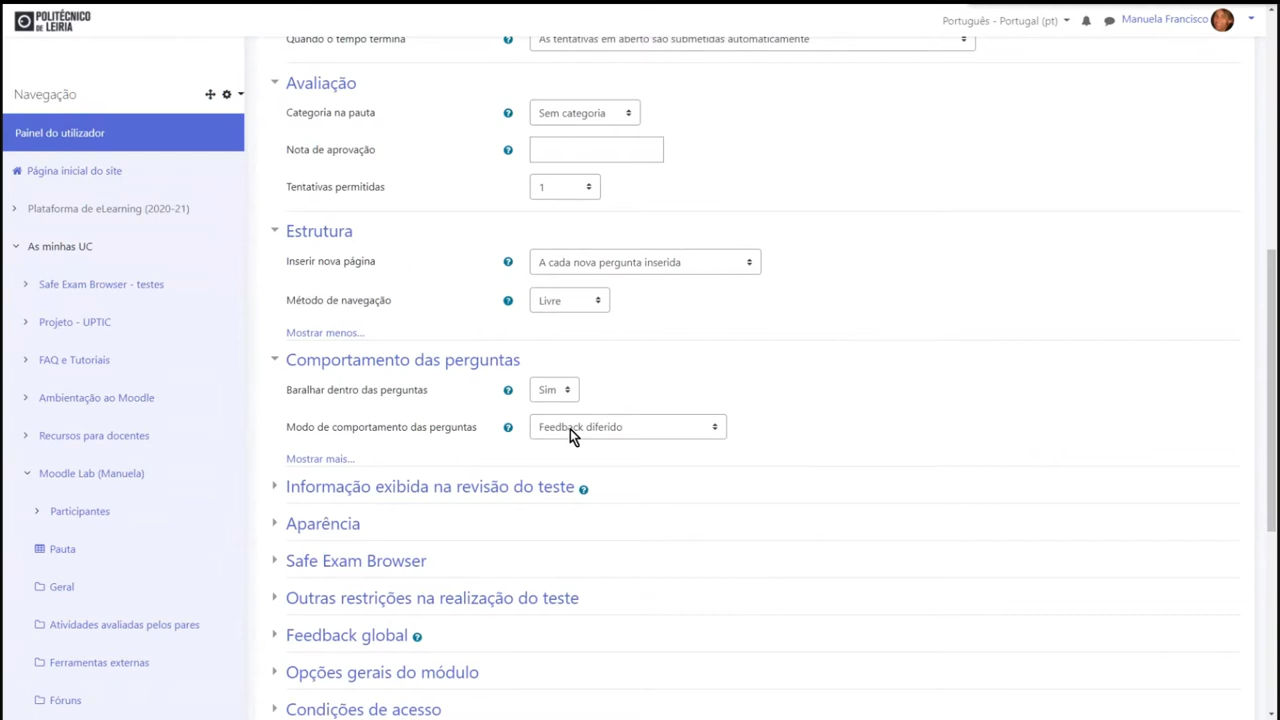 POLITÉCNICO
DE LEIRIA
Português - Portugal (pt)
Manuela Francisco
Navegação
Painel do utilizador
Página inicial do site
Plataforma de eLearning (2020-21)
As minhas UC
Safe Exam Browser - testes
Projeto - UPTIC
FAQ e Tutoriais
Ambientação ao Moodle
Recursos para docentes
Moodle Lab (Manuela)
Participantes
Pauta
Geral
Atividades avaliadas pelos pares
Ferramentas externas
Fóruns
Quando o tempo termina
As tentativas em aberto são submetidas automaticamente
Avaliação
Categoria na pauta
Sem categoria
Nota de aprovação
Tentativas permitidas
1
Estrutura
Inserir nova página
A cada nova pergunta inserida
Método de navegação
Livre
Mostrar menos...
Comportamento das perguntas
Baralhar dentro das perguntas
Sim
Modo de comportamento das perguntas
Feedback diferido
Mostrar mais...
Informação exibida na revisão do teste
Aparência
Safe Exam Browser
Outras restrições na realização do teste
Feedback global
Opções gerais do módulo
Condições de acesso